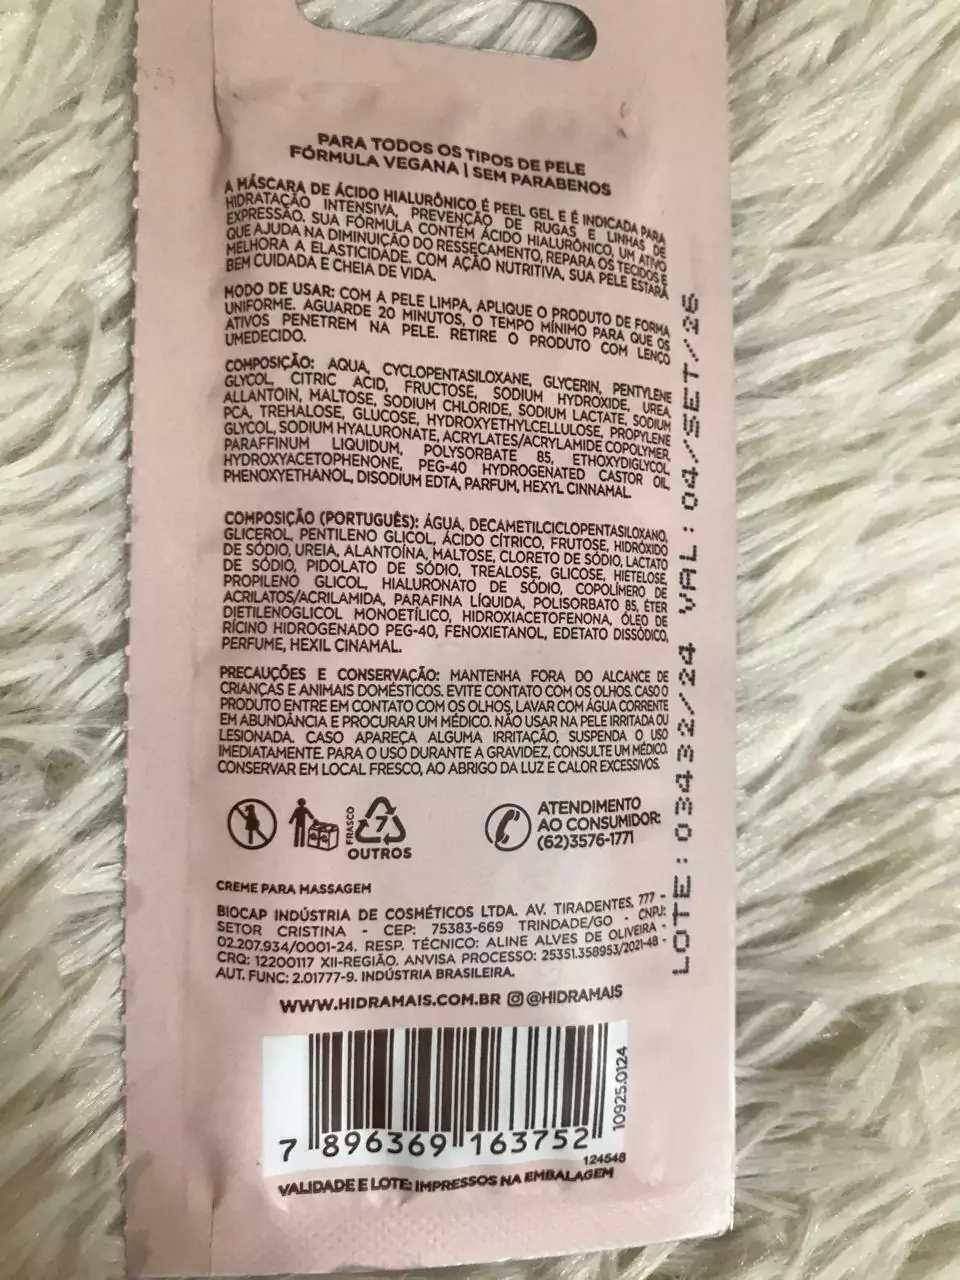 PARA TODOS OS TIPOS DE PELE
FÓRMULA VEGANA | SEM PARABENOS
A MÁSCARA DE ÁCIDO HIALURÔNICO É PEEL GEL E É INDICADA PARA
HIDRATAÇÃO INTENSIVA, PREVENÇÃO DE RUGAS E LINHAS DE
EXPRESSÃO. SUA FÓRMULA CONTÉM ÁCIDO HIALURÔNICO, UM ATIVO
QUE AJUDA NA DIMINUIÇÃO DO RESSECAMENTO, REPARA OS TECIDOS E
MELHORA A ELASTICIDADE. COM AÇÃO NUTRITIVA, SUA PELE ESTARÁ
BEM CUIDADA E CHEIA DE VIDA.
MODO DE USAR: COM A PELE LIMPA, APLIQUE O PRODUTO DE FORMA
UNIFORME. AGUARDE 20 MINUTOS, O TEMPO MÍNIMO PARA QUE OS
ATIVOS PENETREM NA PELE. RETIRE O PRODUTO COM LENÇO
UMEDECIDO.
COMPOSIÇÃO: AQUA, CYCLOPENTASILOXANE, GLYCERIN, PENTYLENE
GLYCOL, CITRIC ACID, FRUCTOSE, SODIUM HYDROXIDE, UREA
ALLANTOIN, MALTOSE, SODIUM CHLORIDE, SODIUM LACTATE, SODIUM
PCA, TREHALOSE, GLUCOSE, HYDROXYETHYLCELLULOSE, PROPYLENE
GLYCOL, SODIUM HYALURONATE, ACRYLATES/ACRYLAMIDE COPOLYMER,
PARAFFINUM LIQUIDUM, POLYSORBATE 85, ETHOXYDIGLYCOL,
HYDROXYACETOPHENONE, PEG-40 HYDROGENATED CASTOR OIL,
PHENOXYETHANOL, DISODIUM EDTA, PARFUM, HEXYL CINNAMAL.
COMPOSIÇÃO (PORTUGUÊS): ÁGUA, DECAMETILCICLOPENTASILOXANO,
GLICEROL, PENTILENO GLICOL, ÁCIDO CÍTRICO, FRUTOSE, HIDRÓXIDO
DE SÓDIO, UREIA, ALANTOÍNA, MALTOSE, CLORETO DE SÓDIO, LACTATO
DE SÓDIO, PIDOLATO DE SÓDIO, TREALOSE, GLICOSE, HIETELOSE,
PROPILENO GLICOL, HIALURONATO DE SÓDIO, COPOLÍMERO DE
ACRILATOS/ACRILAMIDA, PARAFINA LÍQUIDA, POLISORBATO 85, ÉTER
DIETILENOGLICOL MONOETÍLICO, HIDROXIACETOFENONA, ÓLEO DE
RÍCINO HIDROGENADO PEG-40, FENOXIETANOL, EDETATO DISSÓDICO,
PERFUME, HEXIL CINAMAL.
PRECAUÇÕES E CONSERVAÇÃO: MANTENHA FORA DO ALCANCE DE
CRIANÇAS E ANIMAIS DOMÉSTICOS. EVITE CONTATO COM OS OLHOS. CASO O
PRODUTO ENTRE EM CONTATO COM OS OLHOS, LAVAR COM ÁGUA CORRENTE
EM ABUNDÂNCIA E PROCURAR UM MÉDICO. NÃO USAR NA PELE IRRITADA OU
LESIONADA. CASO APAREÇA ALGUMA IRRITAÇÃO, SUSPENDA O USO
IMEDIATAMENTE. PARA O USO DURANTE A GRAVIDEZ, CONSULTE UM MÉDICO.
CONSERVAR EM LOCAL FRESCO, AO ABRIGO DA LUZ E CALOR EXCESSIVOS.
FRASCO
7
OUTROS
ATENDIMENTO
AO CONSUMIDOR:
(62)3576-1771
CREME PARA MASSAGEM
BIOCAP INDÚSTRIA DE COSMÉTICOS LTDA. AV. TIRADENTES, 777 -
SETOR CRISTINA - CEP: 75383-669 TRINDADE/GO - CNPJ:
02.207.934/0001-24. RESP. TÉCNICO: ALINE ALVES DE OLIVEIRA -
CRQ: 12200117 XII-REGIÃO. ANVISA PROCESSO: 25351.358953/2021-48 -
AUT. FUNC: 2.01777-9. INDÚSTRIA BRASILEIRA.
WWW.HIDRAMAIS.COM.BR @HIDRAMAIS
7 896369 163752
10925.0124
124548
VALIDADE E LOTE: IMPRESSOS NA EMBALAGEM
LOTE: 03432/24 VAL: 04/SET/26